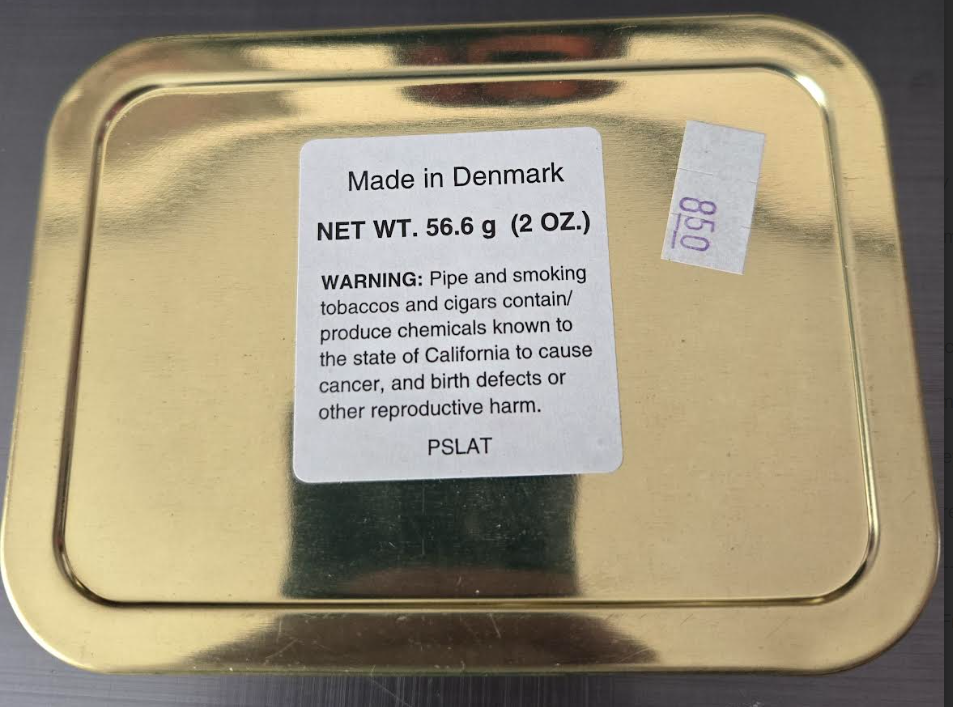 Made in Denmark
NET WT. 56.6 g (2 OZ.)
WARNING: Pipe and smoking
tobaccos and cigars contain/
produce chemicals known to
the state of California to cause
cancer, and birth defects or
other reproductive harm.
PSLAT
850